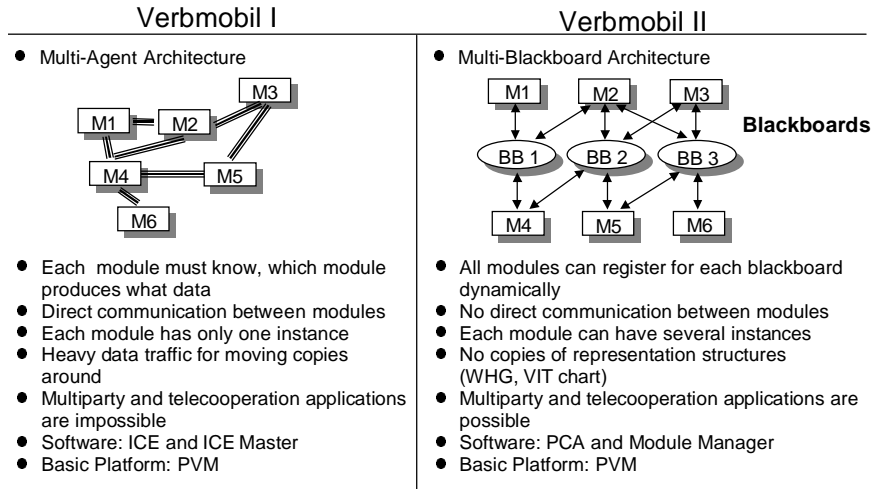 Verbmobil I
Multi-Agent Architecture
M3
M1 M2
M4 M5
M6
Each module must know, which module
produces what data
Direct communication between modules
Each module has only one instance
Heavy data traffic for moving copies
around
Multiparty and telecooperation applications
are impossible
Software: ICE and ICE Master
Basic Platform: PVM
Verbmobil II
Multi-Blackboard Architecture
M1 M2 M3
Blackboards
BB 1 BB 2 BB 3
M4 M5 M6
All modules can register for each blackboard
dynamically
No direct communication between modules
Each module can have several instances
No copies of representation structures
(WHG, VIT chart)
Multiparty and telecooperation applications are
possible
Software: PCA and Module Manager
Basic Platform: PVM